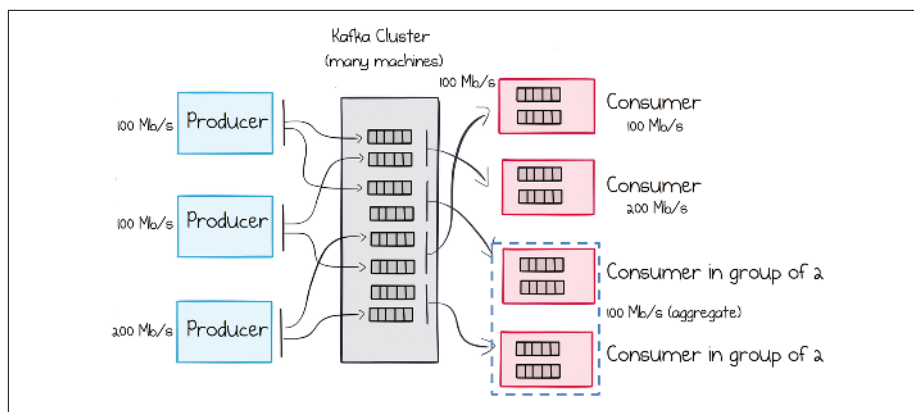 Kafka Cluster
(many machines)
100 Mb/s
Producer
100 Mb/s
Producer
100 Mb/s
Producer
200 Mb/s
Consumer
100 Mb/s
Consumer
200 Mb/s
Consumer in group of 2
100 Mb/s (aggregate)
Consumer in group of 2